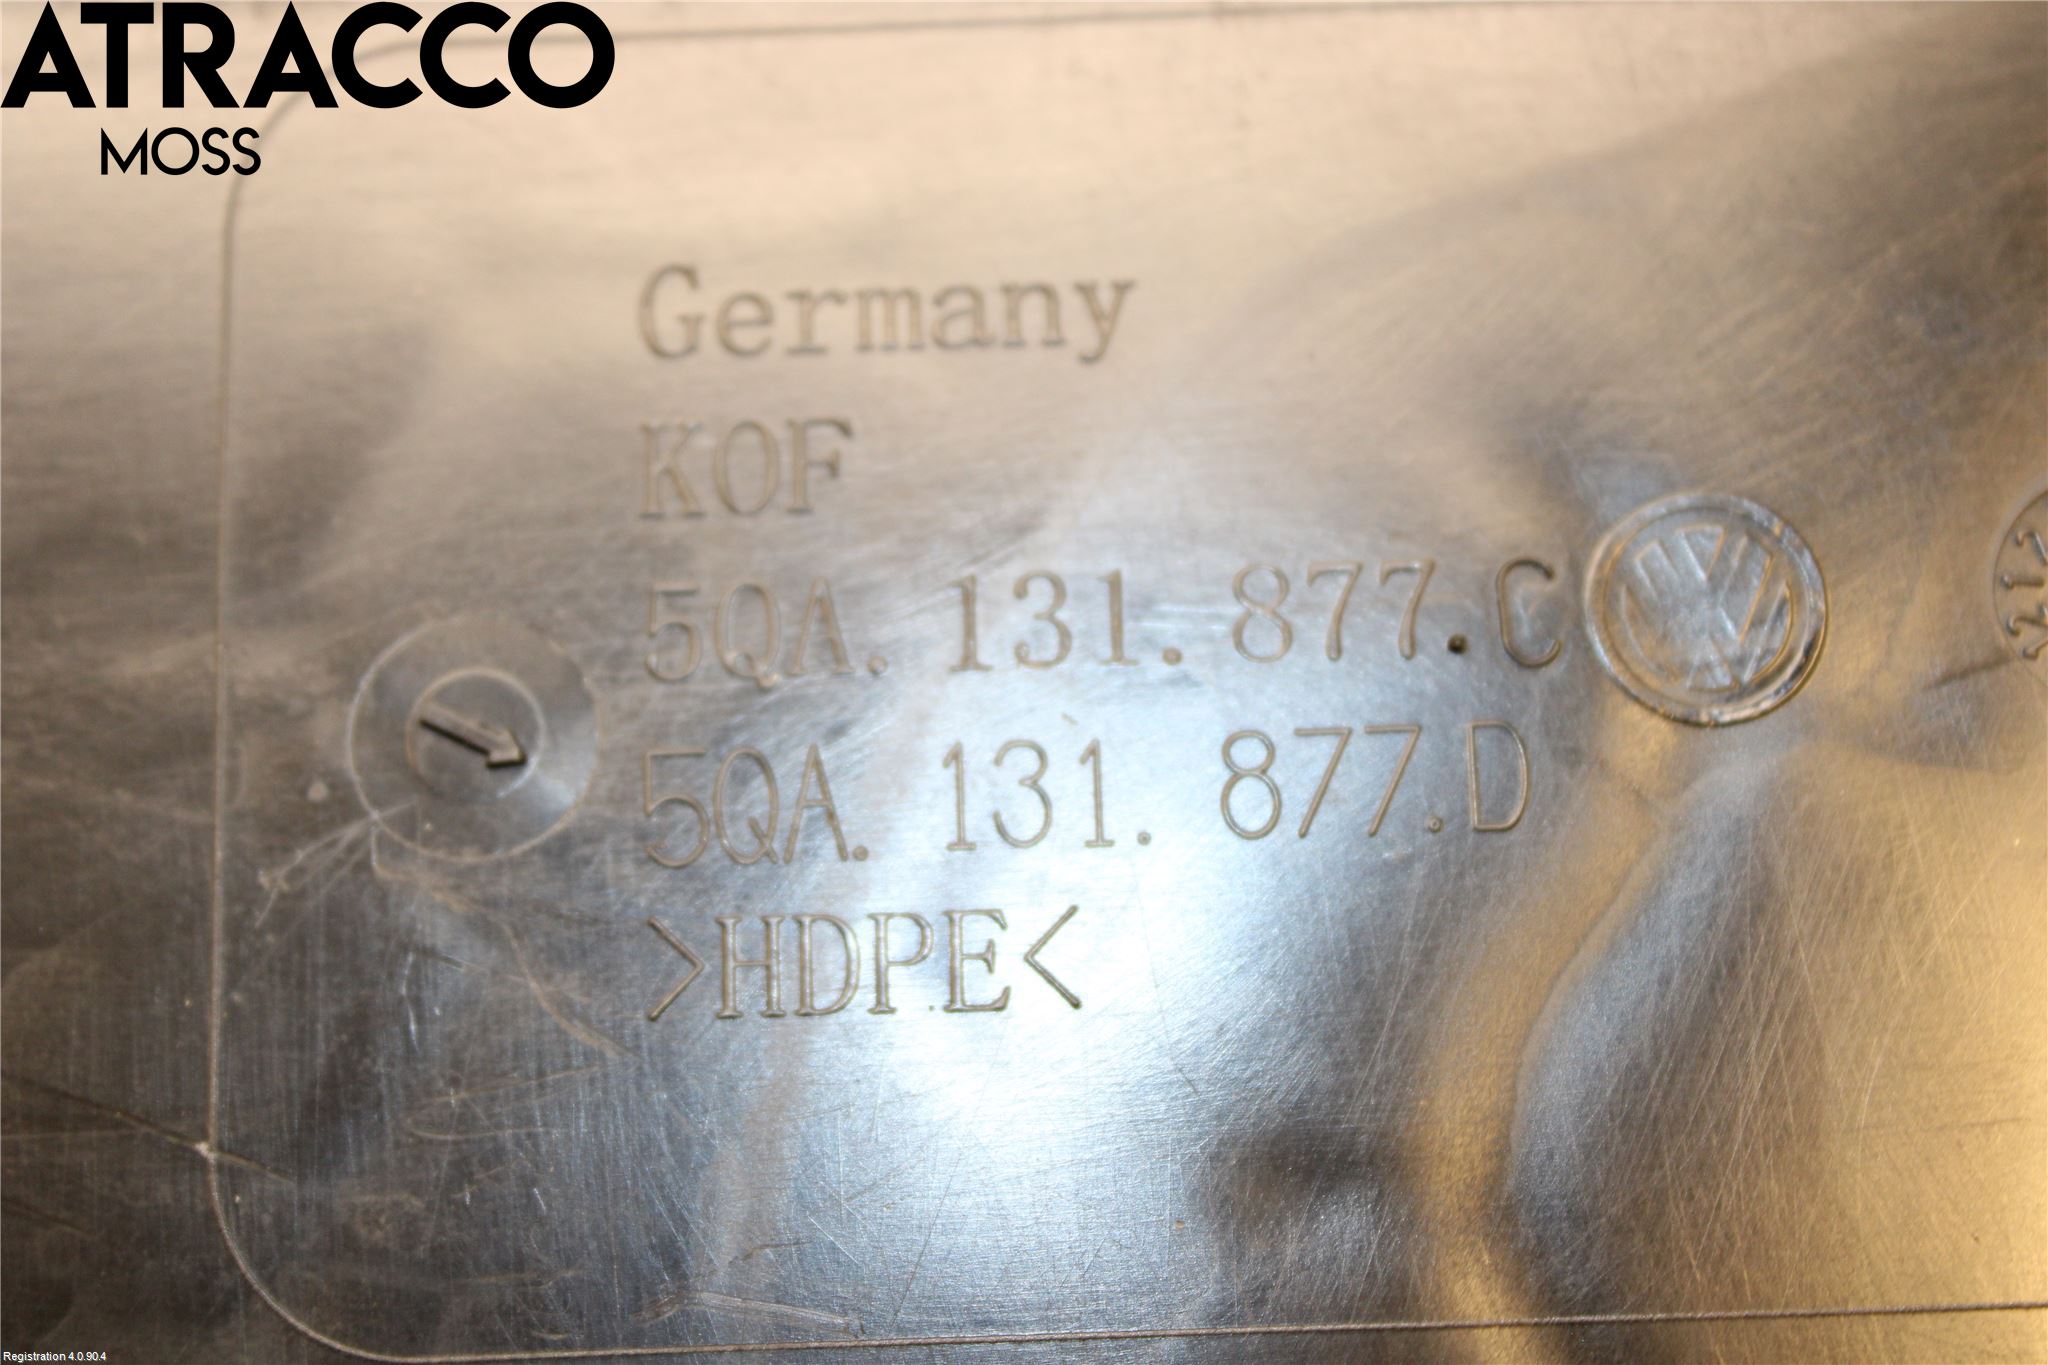 ATRACCO
MOSS
Germany
KOF
5QA.131.877.C
5QA.131.877.D
>HDPE<
Registration 4.0.90.4